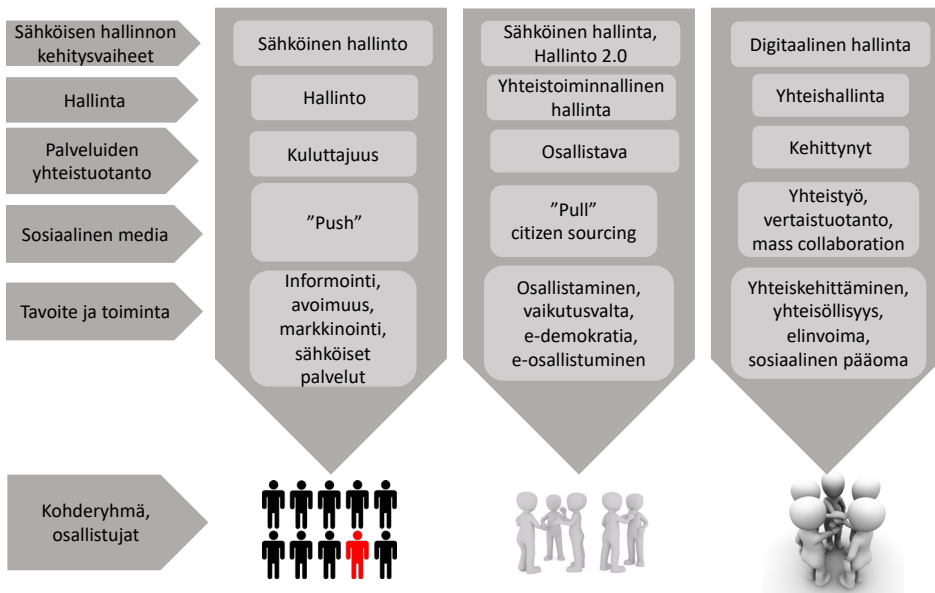 Sähköisen hallinnon
kehitysvaiheet
Sähköinen hallinto
Sähköinen hallinta,
Hallinto 2.0
Digitaalinen hallinta
Hallinta
Hallinto
Yhteistoiminnallinen
hallinta
Yhteishallinta
Palveluiden
yhteistuotanto
Kuluttajuus
Osallistava
Kehittynyt
Sosiaalinen media
”Push”
”Pull”
citizen sourcing
Yhteistyö,
vertaistuotanto,
mass collaboration
Tavoite ja toiminta
Informointi,
avoimuus,
markkinointi,
sähköiset
palvelut
Osallistaminen,
vaikutusvalta,
e-demokratia,
e-osallistuminen
Yhteiskehittäminen,
yhteisöllisyys,
elinvoima,
sosiaalinen pääoma
Kohderyhmä,
osallistujat